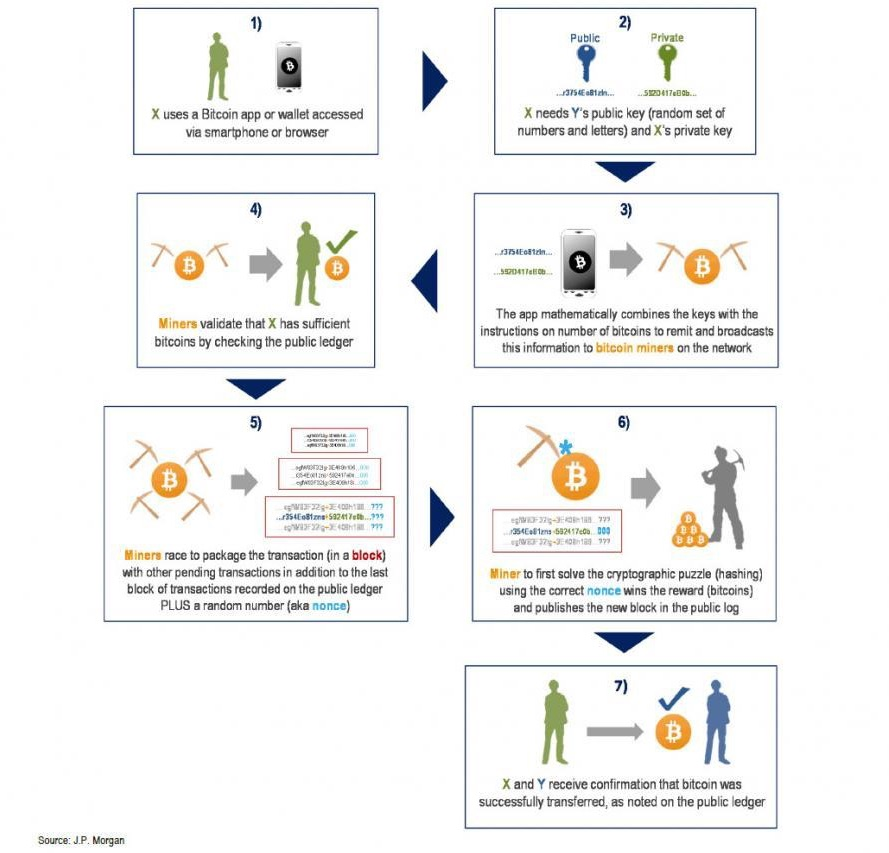 1)
X uses a Bitcoin app or wallet accessed
via smartphone or browser
2)
Public Private
...r3754Eo81zln... ...592D417eB0b...
X needs Y's public key (random set of
numbers and letters) and X's private key
3)
...r3754Eo81zln...
...592D417eB0b...
The app mathematically combines the keys with the
instructions on number of bitcoins to remit and broadcasts
this information to bitcoin miners on the network
4)
Miners validate that X has sufficient
bitcoins by checking the public ledger
5)
Miners race to package the transaction (in a block)
with other pending transactions in addition to the last
block of transactions recorded on the public ledger
PLUS a random number (aka nonce)
6)
Miner to first solve the cryptographic puzzle (hashing)
using the correct nonce wins the reward (bitcoins)
and publishes the new block in the public log
7)
X and Y receive confirmation that bitcoin was
successfully transferred, as noted on the public ledger
Source: J.P. Morgan